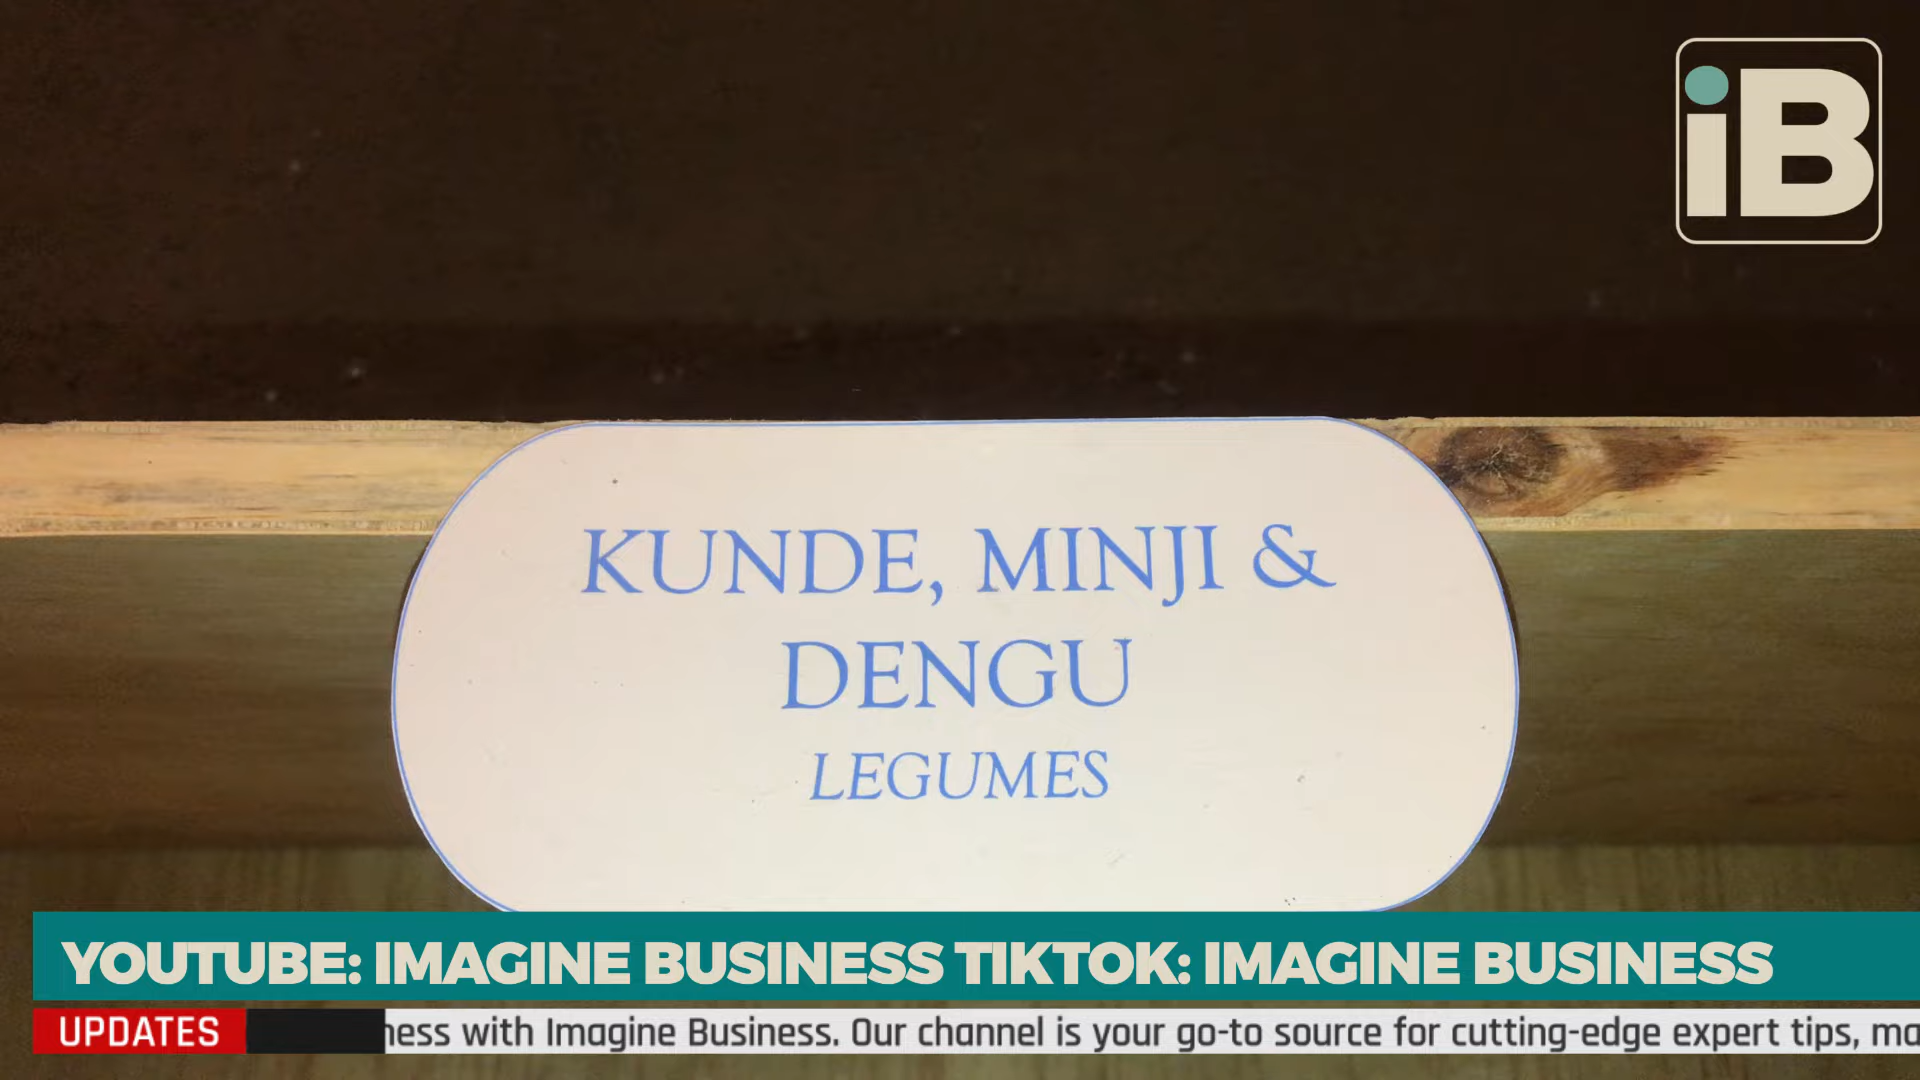 iB
KUNDE, MINJI &
DENGU
LEGUMES
YOUTUBE: IMAGINE BUSINESS TIKTOK: IMAGINE BUSINESS
UPDATES
with Imagine Business. Our channel is your go-to source for cutting-edge expert tips,